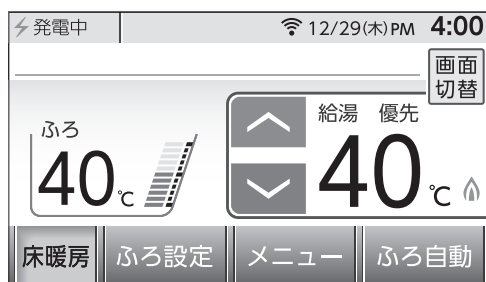 発電中 12/29(木)PM 4:00
画面
切替
ふろ
40℃
給湯 優先
40℃
床暖房 ふろ設定 メニュー ふろ自動